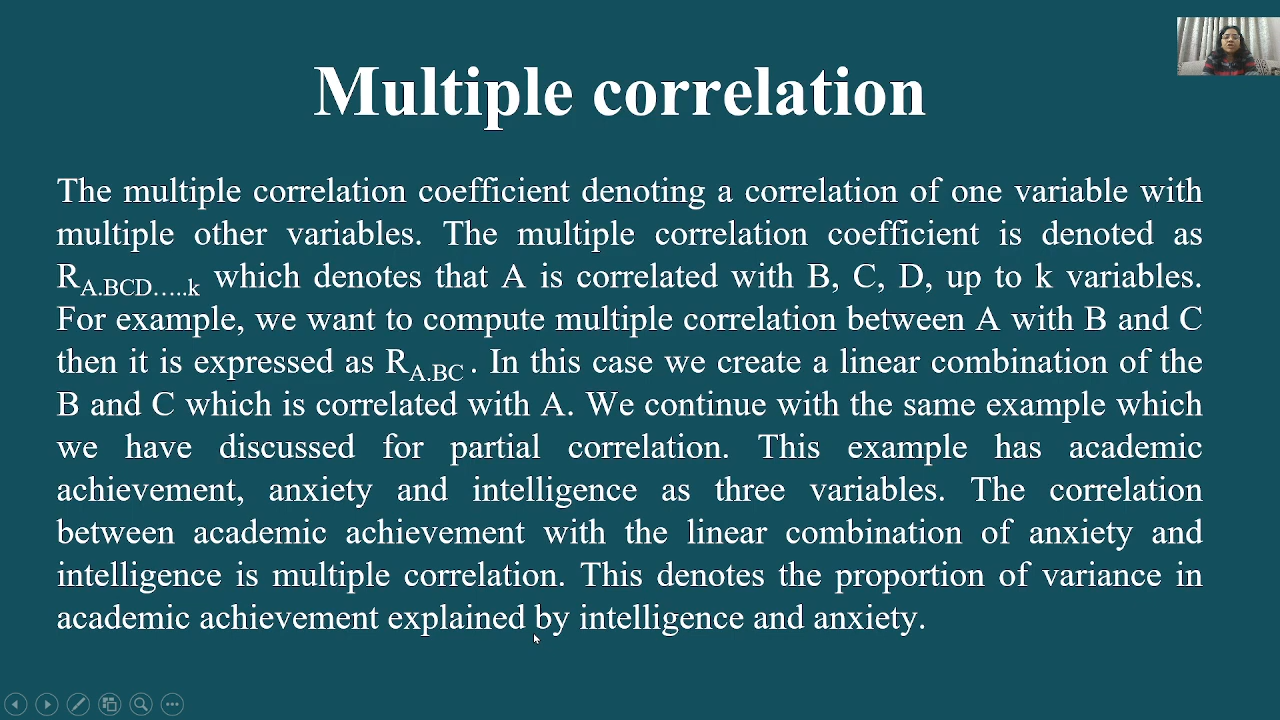 Multiple correlation
The multiple correlation coefficient denoting a correlation of one variable with
multiple other variables. The multiple correlation coefficient is denoted as
R_A.BCD…..k which denotes that A is correlated with B, C, D, up to k variables.
For example, we want to compute multiple correlation between A with B and C
then it is expressed as R_A.BC . In this case we create a linear combination of the
B and C which is correlated with A. We continue with the same example which
we have discussed for partial correlation. This example has academic
achievement, anxiety and intelligence as three variables. The correlation
between academic achievement with the linear combination of anxiety and
intelligence is multiple correlation. This denotes the proportion of variance in
academic achievement explained by intelligence and anxiety.